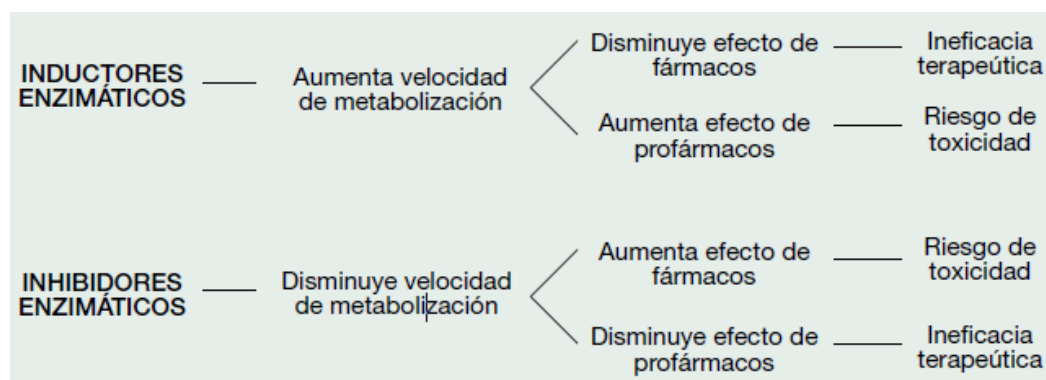 INDUCTORES
ENZIMÁTICOS
Aumenta velocidad
de metabolización
Disminuye efecto de
fármacos
Ineficacia
terapeútica
Aumenta efecto de
profármacos
Riesgo de
toxicidad
INHIBIDORES
ENZIMÁTICOS
Disminuye velocidad
de metabolización
Aumenta efecto de
fármacos
Riesgo de
toxicidad
Disminuye efecto de
profármacos
Ineficacia
terapeútica